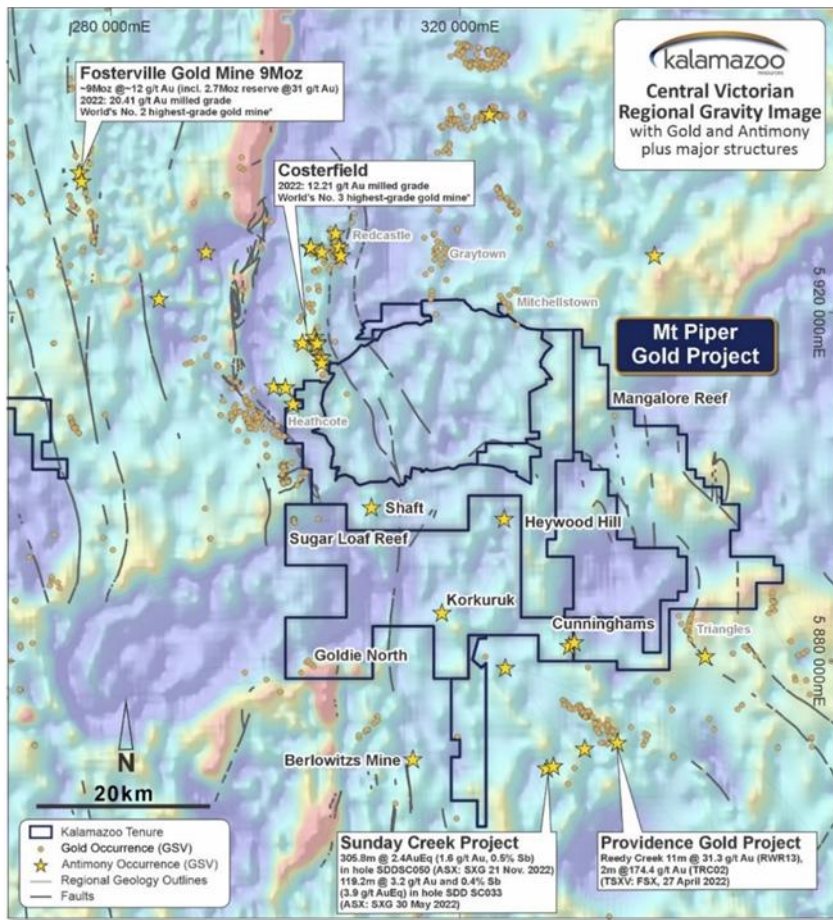 280 000mE
320 000mE
kalamazoo
RESOURCES
Central Victorian
Regional Gravity Image
with Gold and Antimony
plus major structures
Fosterville Gold Mine 9Moz
~9Moz @~12 g/t Au (incl. 2.7Moz reserve @31 g/t Au)
2022: 20.41 g/t Au milled grade
World's No. 2 highest-grade gold mine*
Costerfield
2022: 12.21 g/t Au milled grade
World's No. 3 highest-grade gold mine*
Redcastle
Graytown
Mitchellstown
5 920 000mE
Mt Piper
Gold Project
Mangalore Reef
Heathcote
Shaft
Sugar Loaf Reef
Heywood Hill
Korkuruk
Cunninghams
Triangles
5 880 000mE
Goldie North
Berlowitzs Mine
N
20km
Kalamazoo Tenure
Gold Occurrence (GSV)
Antimony Occurrence (GSV)
Regional Geology Outlines
Faults
Sunday Creek Project
305.8m @ 2.4AuEq (1.6 g/t Au, 0.5% Sb)
in hole SDDSC050 (ASX: SXG 21 Nov. 2022)
119.2m @ 3.2 g/t Au and 0.4% Sb
(3.9 g/t AuEq) in hole SDD SC033
(ASX: SXG 30 May 2022)
Providence Gold Project
Reedy Creek 11m @ 31.3 g/t Au (RWR13),
2m @174.4 g/t Au (TRC02)
(TSXV: FSX, 27 April 2022)